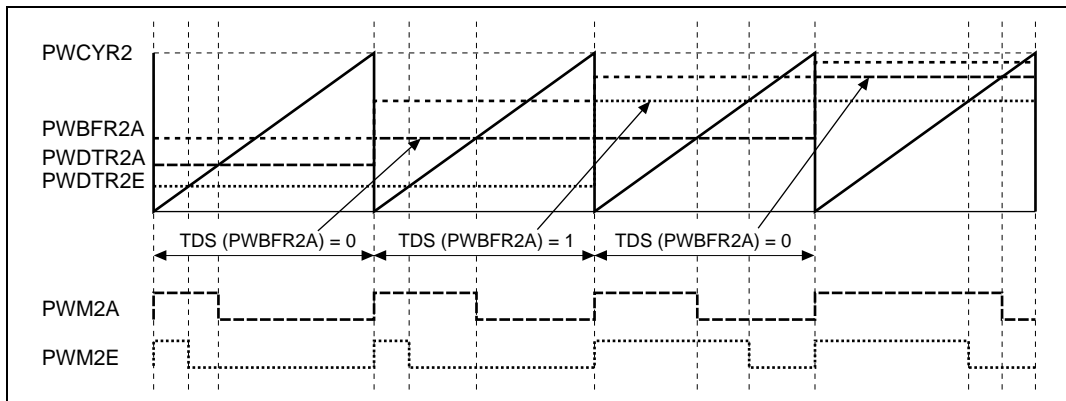 PWCYR2
PWBFR2A
PWDTR2A
PWDTR2E
TDS (PWBFR2A) = 0
TDS (PWBFR2A) = 1
TDS (PWBFR2A) = 0
PWM2A
PWM2E